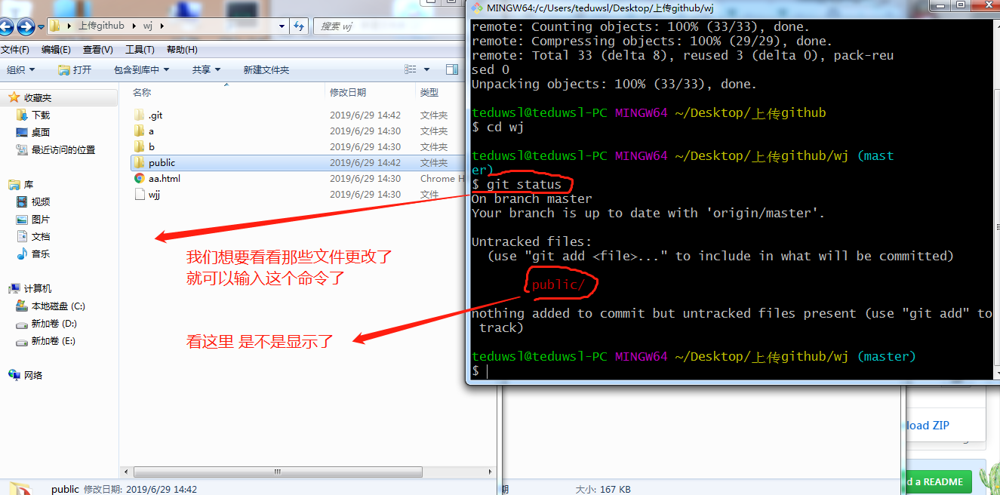 上传github
wj
搜索 wj
文件(F)
编辑(E)
查看(V)
工具(T)
帮助(H)
组织
打开
包含到库中
共享
新建文件夹
收藏夹
下载
桌面
最近访问的位置
库
视频
图片
文档
音乐
计算机
本地磁盘 (C:)
新加卷 (D:)
新加卷 (E:)
网络
名称 修改日期 类型
.git 2019/6/29 14:42 文件夹
a 2019/6/29 14:30 文件夹
b 2019/6/29 14:30 文件夹
public 2019/6/29 14:42 文件夹
aa.html 2019/6/29 14:30 Chrome H
wjj 2019/6/29 14:30 文件
我们想要看看那些文件更改了
就可以输入这个命令了
看这里 是不是显示了
public 修改日期: 2019/6/29 14:42
MINGW64:/c/Users/teduwsl/Desktop/上传github/wj
remote: Counting objects: 100% (33/33), done.
remote: Compressing objects: 100% (29/29), done.
remote: Total 33 (delta 8), reused 3 (delta 0), pack-reu
sed 0
Unpacking objects: 100% (33/33), done.
teduwsl@teduwsl-PC MINGW64 ~/Desktop/上传github
$ cd wj
teduwsl@teduwsl-PC MINGW64 ~/Desktop/上传github/wj (mast
er)
$ git status
On branch master
Your branch is up to date with 'origin/master'.
Untracked files:
(use "git add <file>..." to include in what will be committed)
public/
nothing added to commit but untracked files present (use "git add" to
track)
teduwsl@teduwsl-PC MINGW64 ~/Desktop/上传github/wj (master)
$
load ZIP
d a README
大小: 167 KB